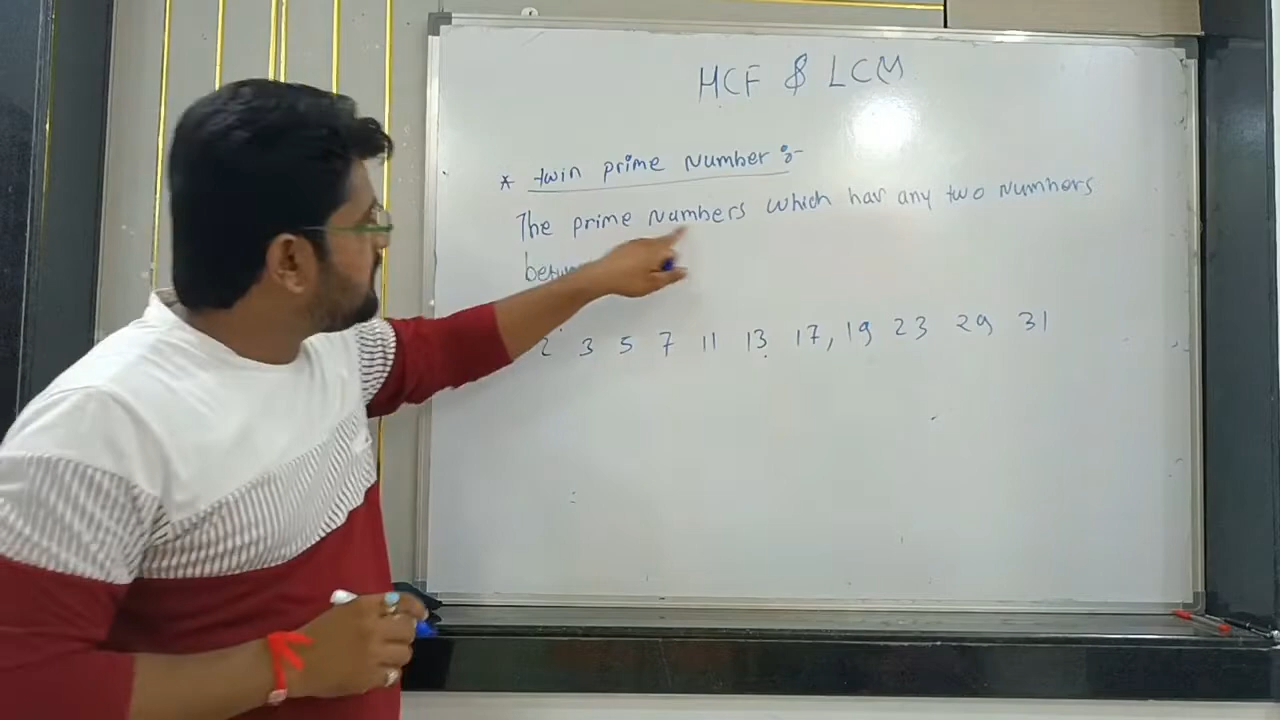 HCF & LCM
* twin prime Number :-
The prime Numbers which has any two Numbers
2 3 5 7 11 13 17, 19 23 29 31